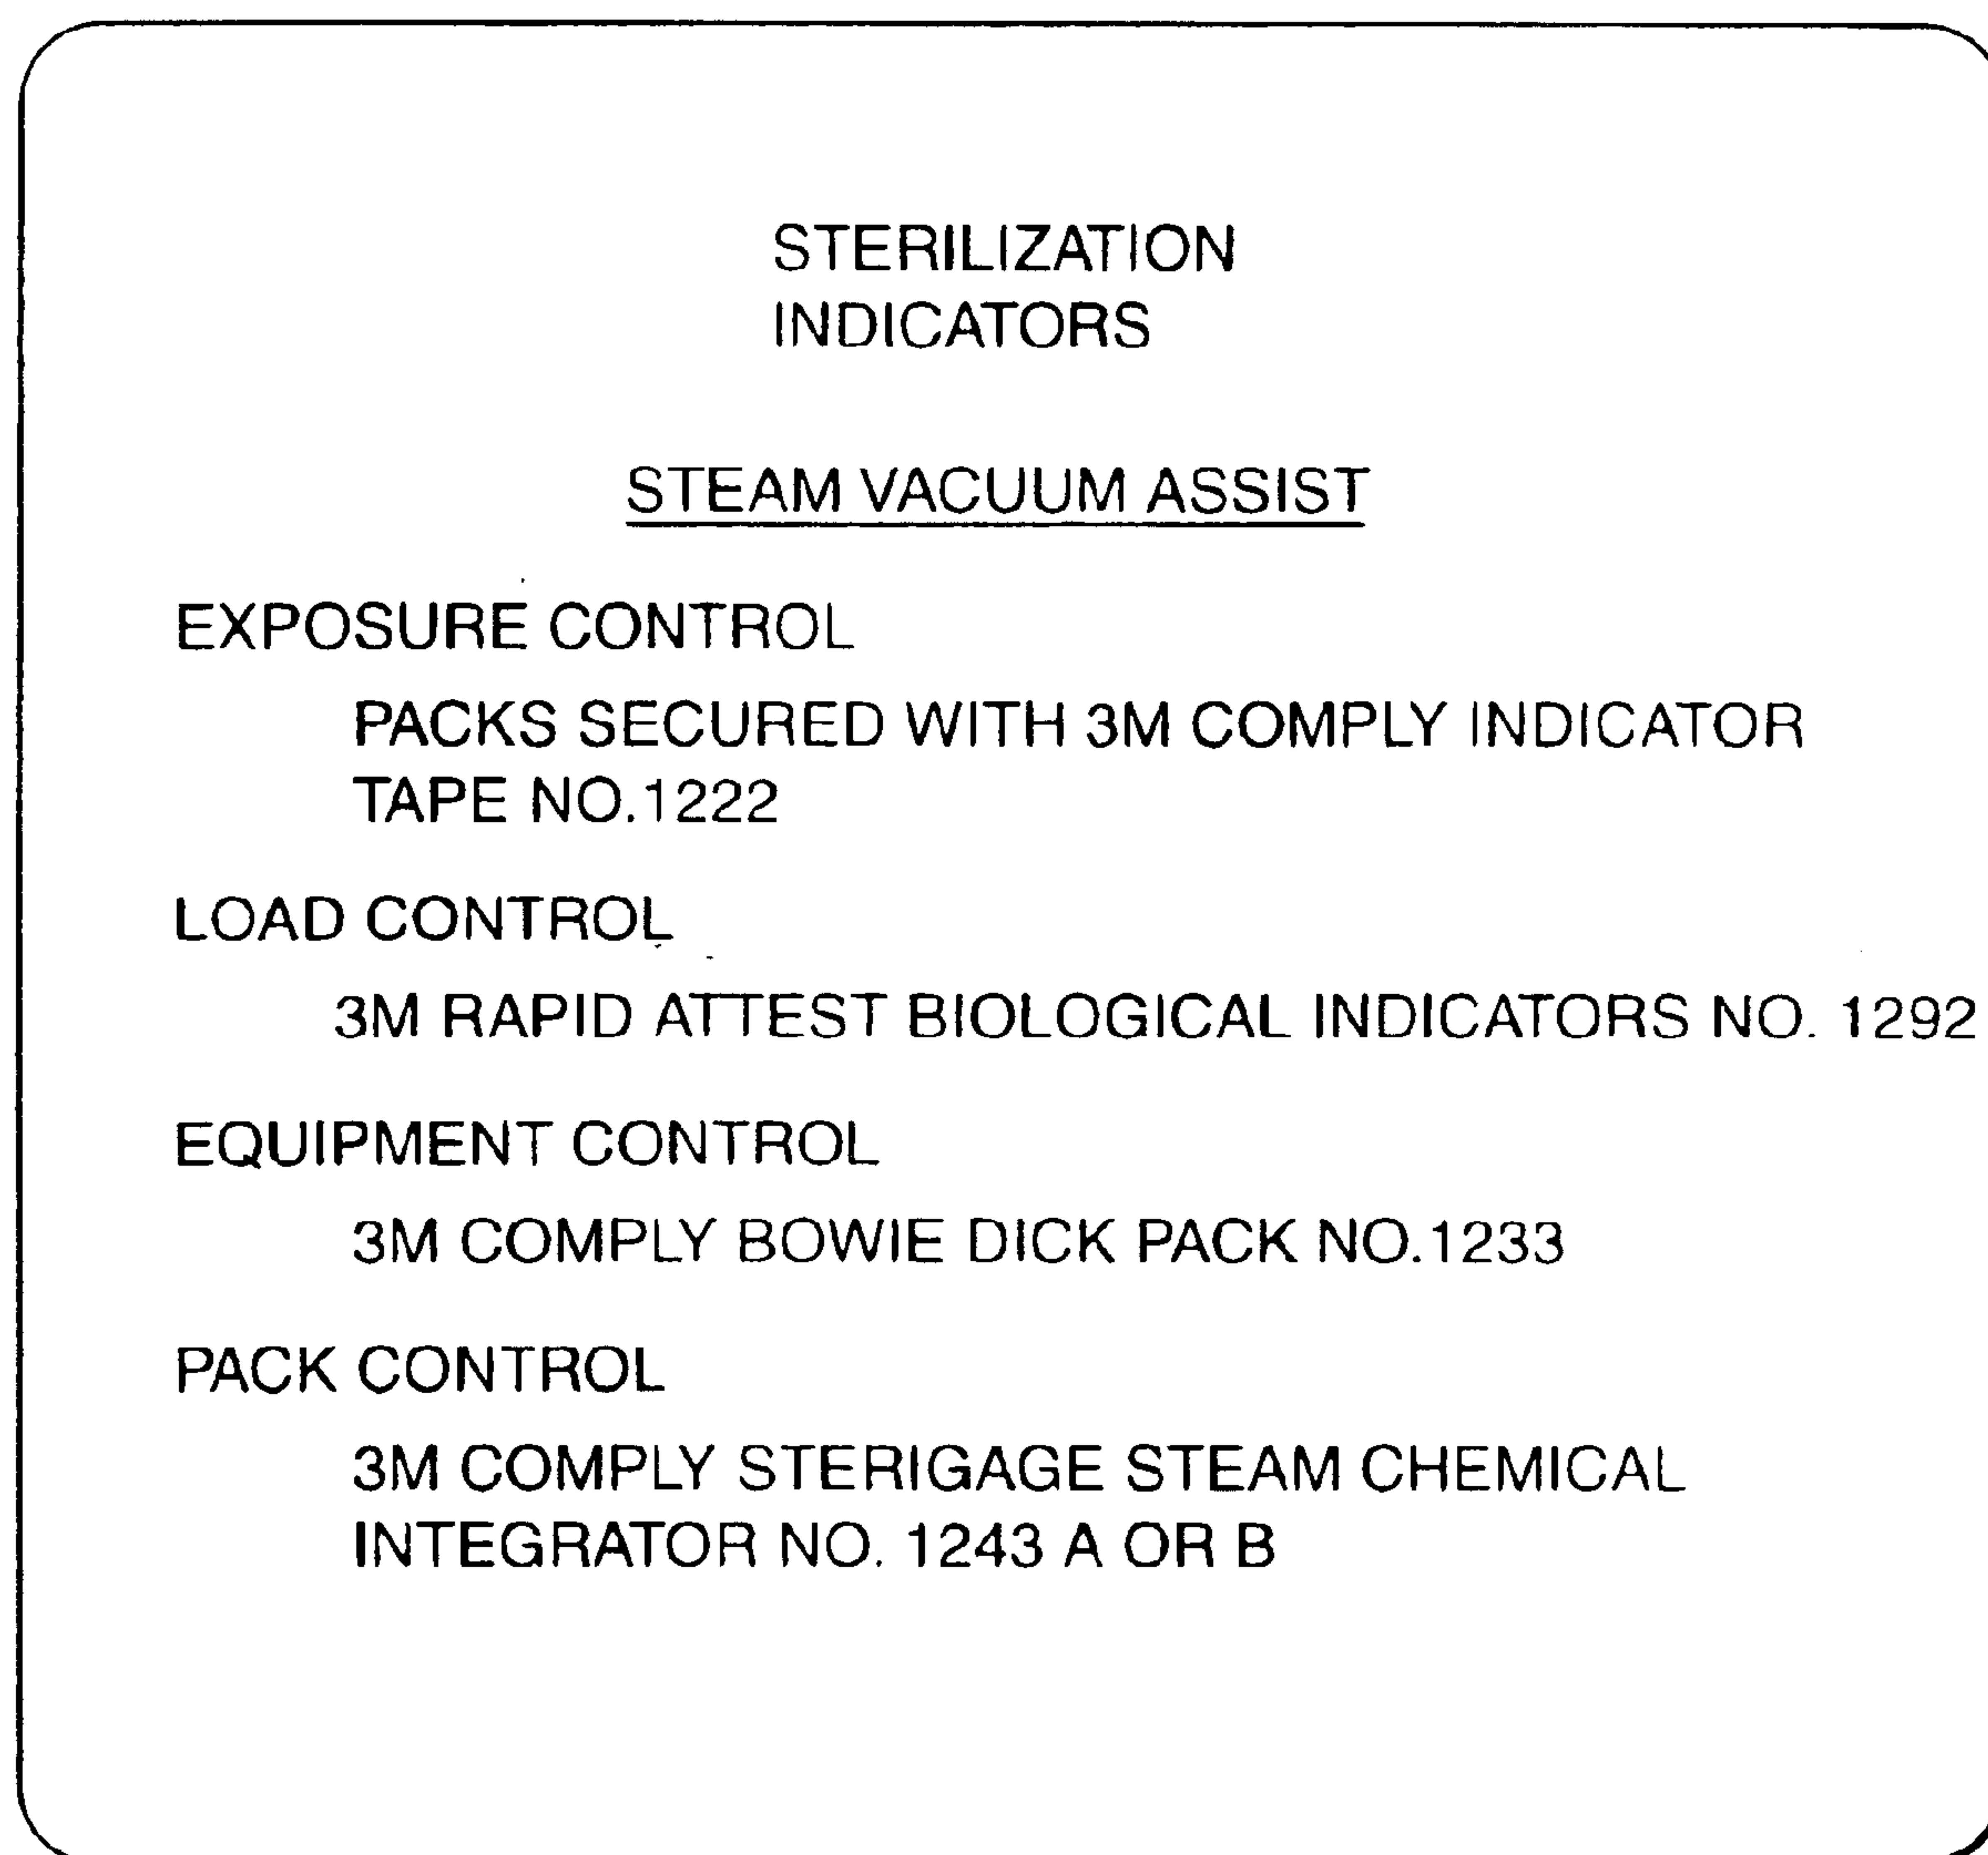 STERILIZATION
INDICATORS
STEAM VACUUM ASSIST
EXPOSURE CONTROL
PACKS SECURED WITH 3M COMPLY INDICATOR
TAPE NO.1222
LOAD CONTROL
3M RAPID ATTEST BIOLOGICAL INDICATORS NO. 1292
EQUIPMENT CONTROL
3M COMPLY BOWIE DICK PACK NO.1233
PACK CONTROL
3M COMPLY STERIGAGE STEAM CHEMICAL
INTEGRATOR NO. 1243 A OR B